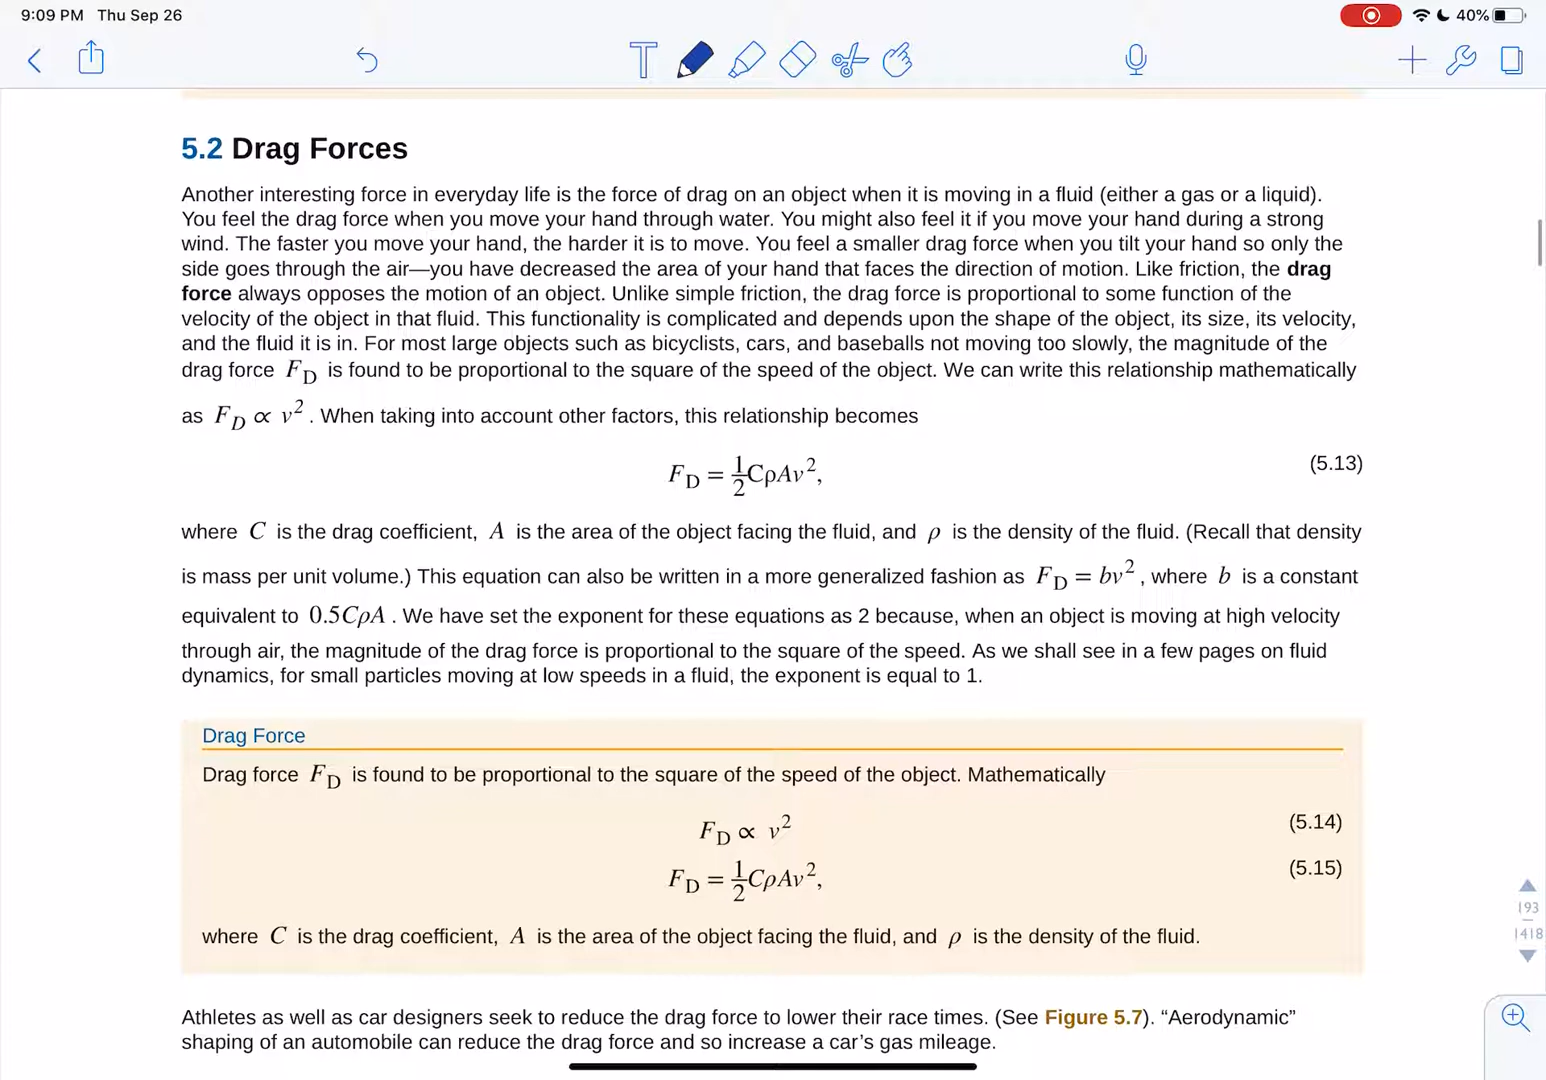 9:09 PM Thu Sep 26
40%
5.2 Drag Forces
Another interesting force in everyday life is the force of drag on an object when it is moving in a fluid (either a gas or a liquid).
You feel the drag force when you move your hand through water. You might also feel it if you move your hand during a strong
wind. The faster you move your hand, the harder it is to move. You feel a smaller drag force when you tilt your hand so only the
side goes through the air—you have decreased the area of your hand that faces the direction of motion. Like friction, the drag
force always opposes the motion of an object. Unlike simple friction, the drag force is proportional to some function of the
velocity of the object in that fluid. This functionality is complicated and depends upon the shape of the object, its size, its velocity,
and the fluid it is in. For most large objects such as bicyclists, cars, and baseballs not moving too slowly, the magnitude of the
drag force F_D is found to be proportional to the square of the speed of the object. We can write this relationship mathematically
as F_D ∝ v². When taking into account other factors, this relationship becomes
F_D = ½CρAv², (5.13)
where C is the drag coefficient, A is the area of the object facing the fluid, and ρ is the density of the fluid. (Recall that density
is mass per unit volume.) This equation can also be written in a more generalized fashion as F_D = bv², where b is a constant
equivalent to 0.5CρA. We have set the exponent for these equations as 2 because, when an object is moving at high velocity
through air, the magnitude of the drag force is proportional to the square of the speed. As we shall see in a few pages on fluid
dynamics, for small particles moving at low speeds in a fluid, the exponent is equal to 1.
Drag Force
Drag force F_D is found to be proportional to the square of the speed of the object. Mathematically
F_D ∝ v² (5.14)
F_D = ½CρAv², (5.15)
where C is the drag coefficient, A is the area of the object facing the fluid, and ρ is the density of the fluid.
193
1418
Athletes as well as car designers seek to reduce the drag force to lower their race times. (See Figure 5.7). “Aerodynamic”
shaping of an automobile can reduce the drag force and so increase a car’s gas mileage.